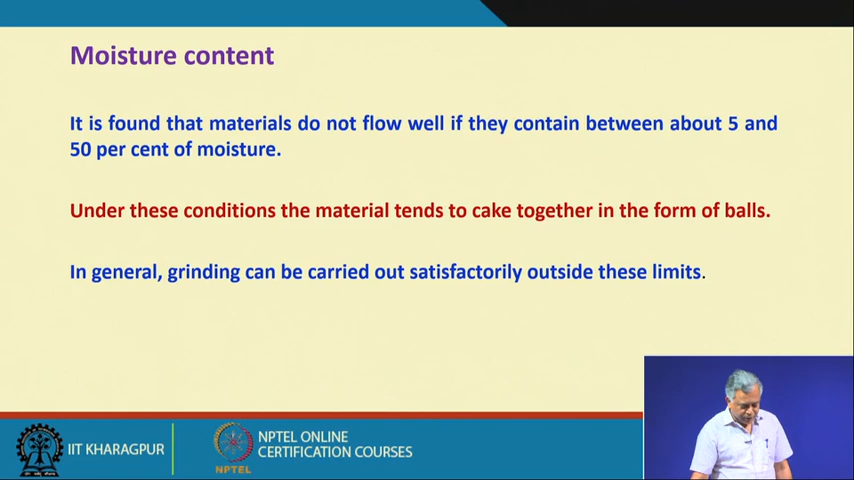 Moisture content
It is found that materials do not flow well if they contain between about 5 and
50 per cent of moisture.
Under these conditions the material tends to cake together in the form of balls.
In general, grinding can be carried out satisfactorily outside these limits.
IIT KHARAGPUR
NPTEL
NPTEL ONLINE
CERTIFICATION COURSES